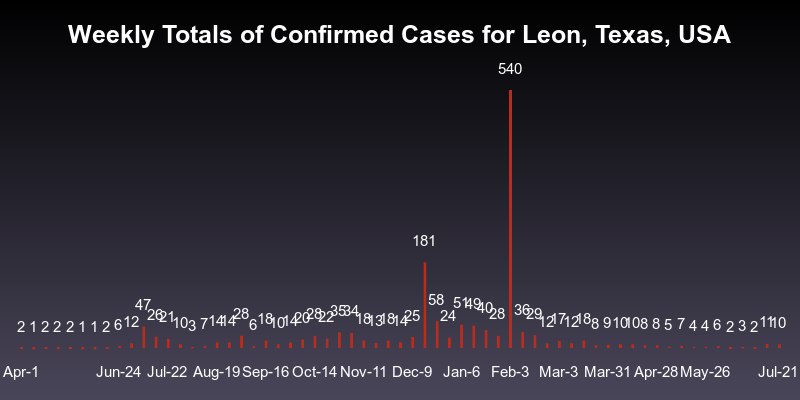 Weekly Totals of Confirmed Cases for Leon, Texas, USA
540
181
2 1 2 2 2 1 1 2 6 12 47 26 21 10 3 7 14 14 28 6 18 10 14 20 28 22 35 34 18 13 18 14 25 58 24 51 49 40 28 36 29 12 17 12 18 8 9 10 10 8 8 5 7 4 4 6 2 3 2 11 10
Apr-1 Jun-24 Jul-22 Aug-19 Sep-16 Oct-14 Nov-11 Dec-9 Jan-6 Feb-3 Mar-3 Mar-31 Apr-28 May-26 Jul-21